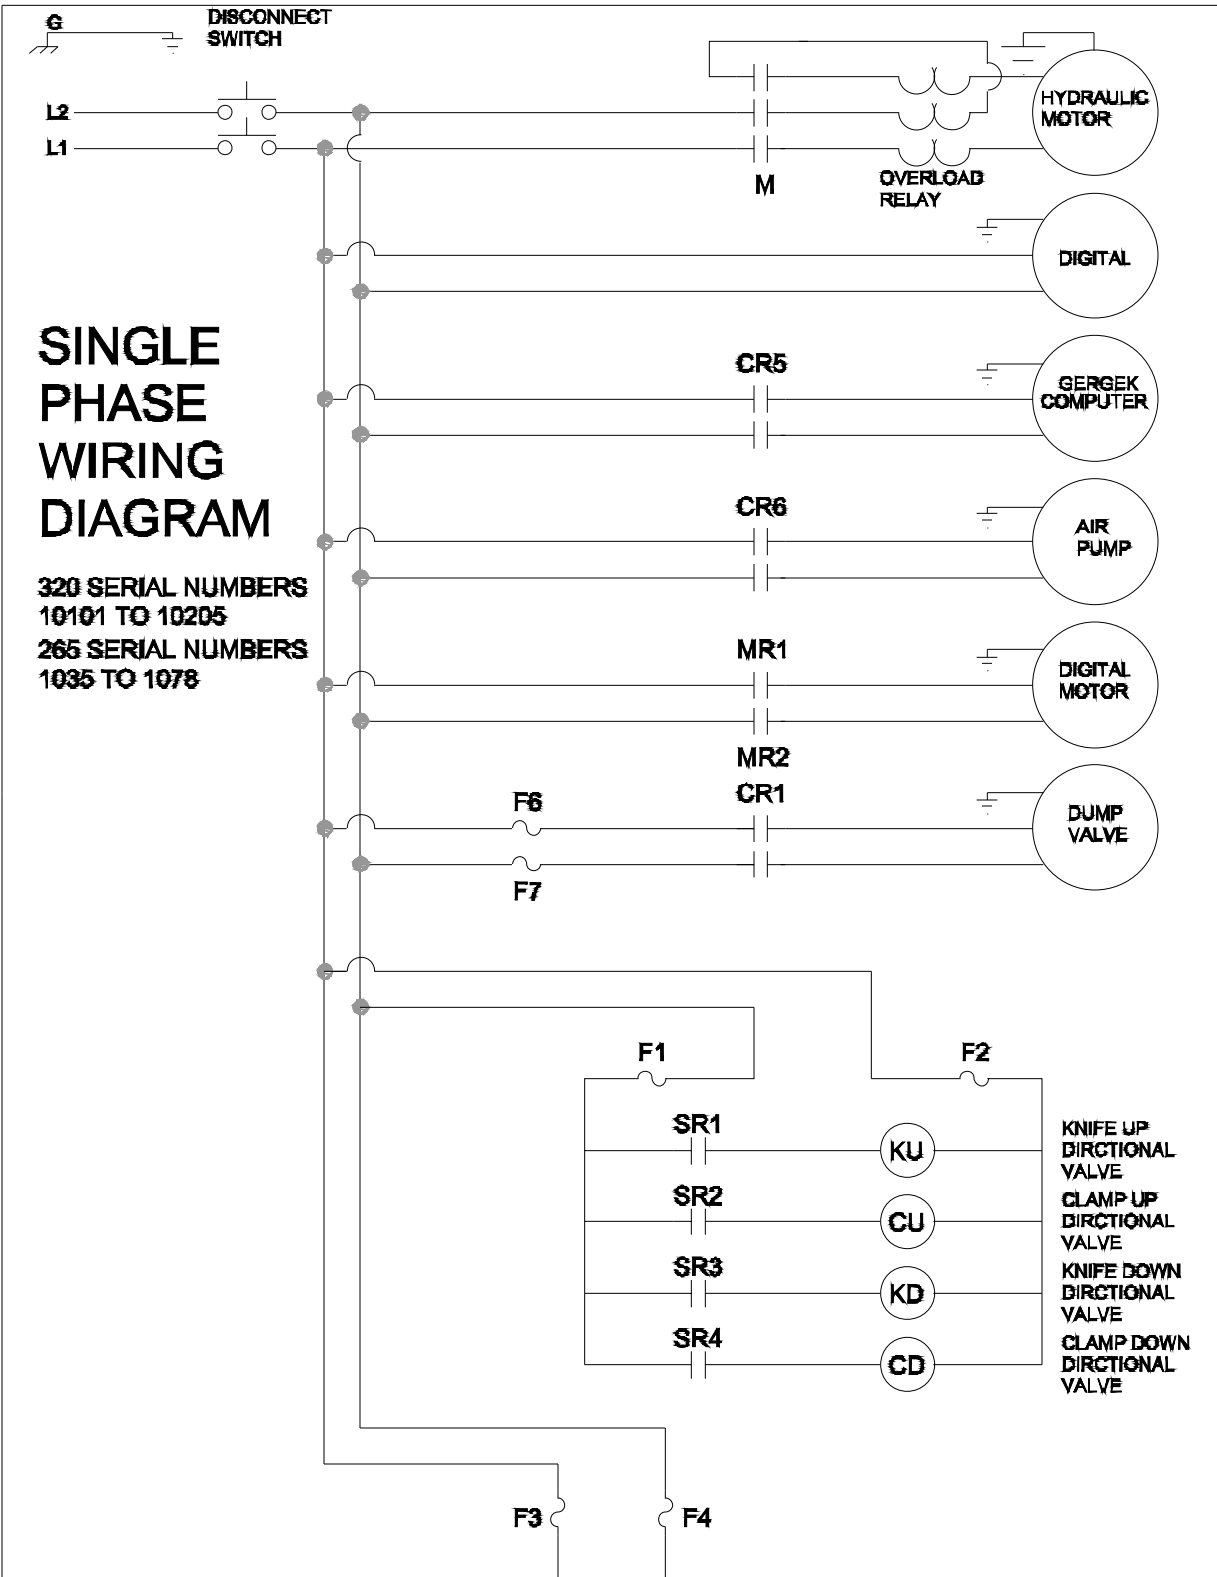 G
DISCONNECT
SWITCH
L2
L1
HYDRAULIC
MOTOR
M
OVERLOAD
RELAY
DIGITAL
SINGLE
PHASE
WIRING
DIAGRAM
320 SERIAL NUMBERS
10101 TO 10205
265 SERIAL NUMBERS
1035 TO 1078
CR5
GERGEK
COMPUTER
CR6
AIR
PUMP
MR1
DIGITAL
MOTOR
MR2
CR1
F6
DUMP
VALVE
F7
F1
F2
SR1
KU
KNIFE UP
DIRCTIONAL
VALVE
SR2
CU
CLAMP UP
DIRCTIONAL
VALVE
SR3
KD
KNIFE DOWN
DIRCTIONAL
VALVE
SR4
CD
CLAMP DOWN
DIRCTIONAL
VALVE
F3
F4